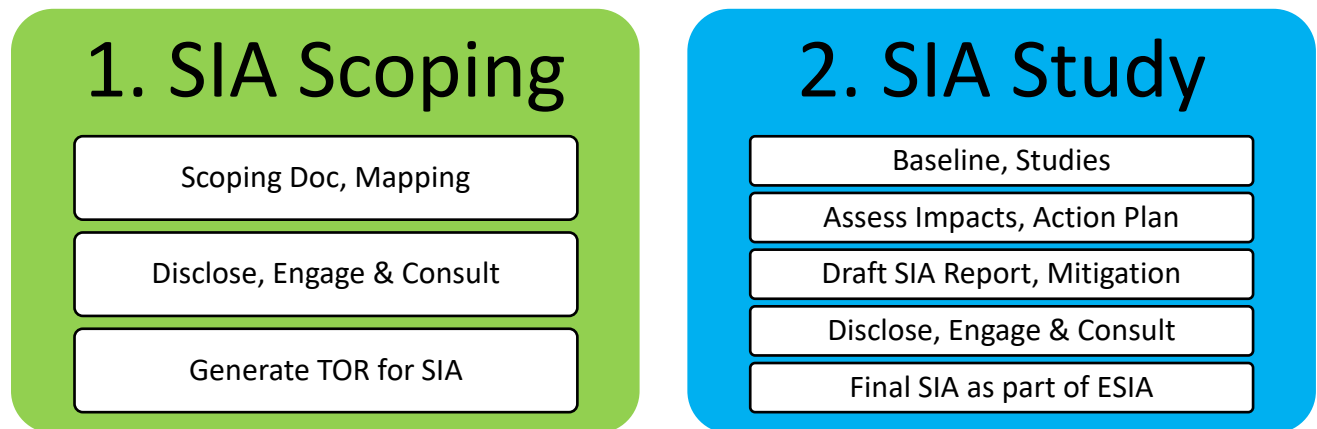 1. SIA Scoping
Scoping Doc, Mapping
Disclose, Engage & Consult
Generate TOR for SIA
2. SIA Study
Baseline, Studies
Assess Impacts, Action Plan
Draft SIA Report, Mitigation
Disclose, Engage & Consult
Final SIA as part of ESIA